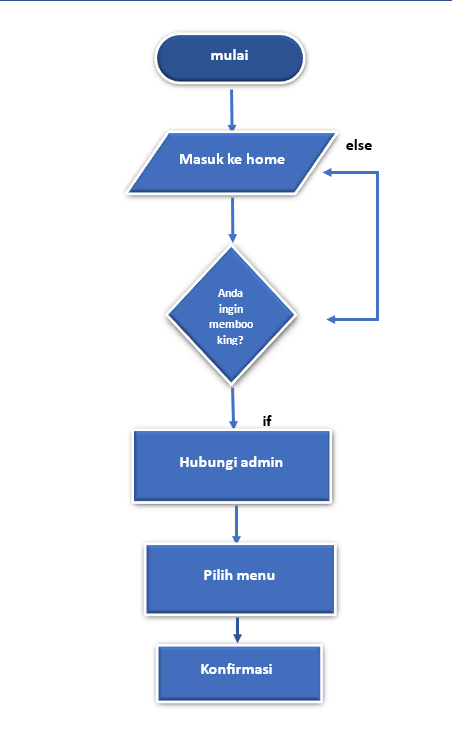 mulai
Masuk ke home
else
Anda
ingin
memboo
king?
if
Hubungi admin
Pilih menu
Konfirmasi